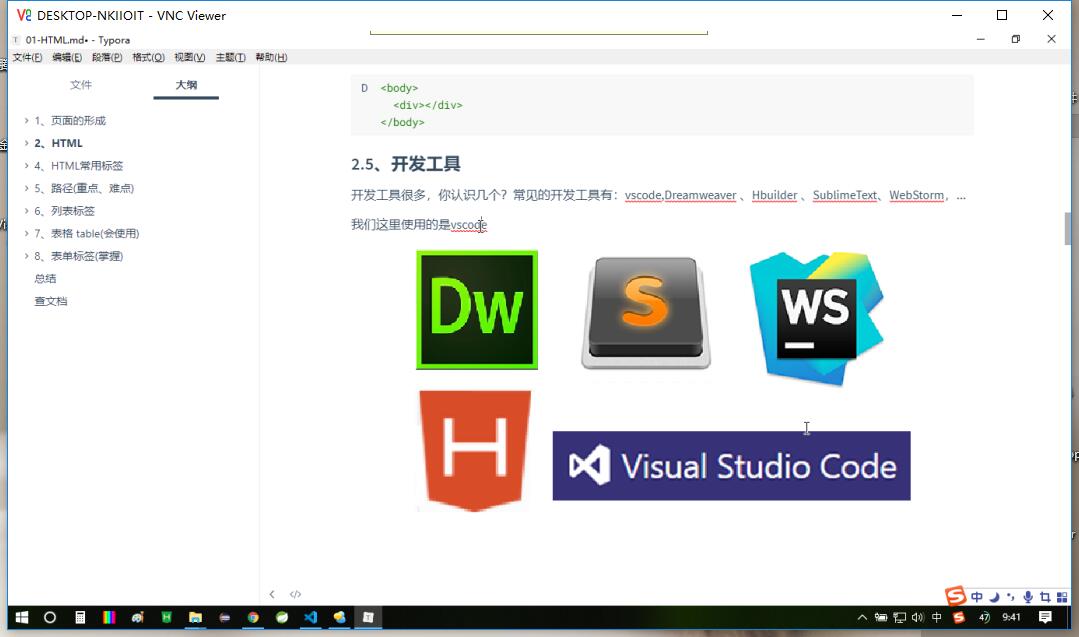 DESKTOP-NKIIOIT - VNC Viewer
01-HTML.md• - Typora
文件(F) 编辑(E) 段落(P) 格式(O) 视图(V) 主题(T) 帮助(H)
文件 大纲
1、页面的形成
2、HTML
4、HTML常用标签
5、路径(重点、难点)
6、列表标签
7、表格 table(会使用)
8、表单标签(掌握)
总结
查文档
D <body>
<div></div>
</body>
2.5、开发工具
开发工具很多，你认识几个？常见的开发工具有：vscode,Dreamweaver 、Hbuilder 、SublimeText、WebStorm，...
我们这里使用的是vscode
Dw
S
WS
H
Visual Studio Code
中
中 47 9:41